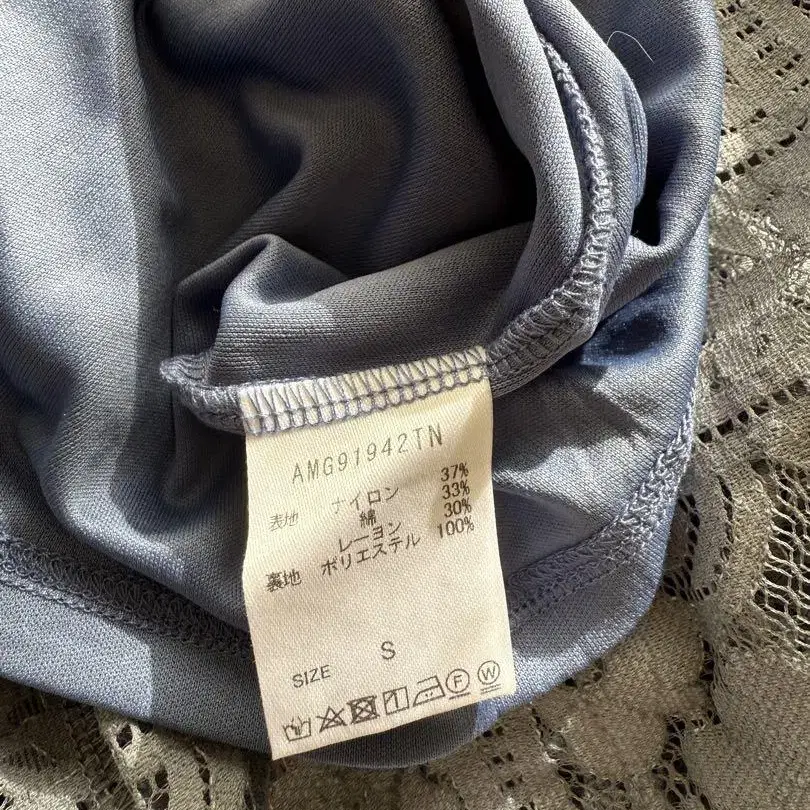 AMG91942TN
表地 ナイロン 37%
綿 33%
レーヨン 30%
裏地 ポリエステル 100%
SIZE S
F W